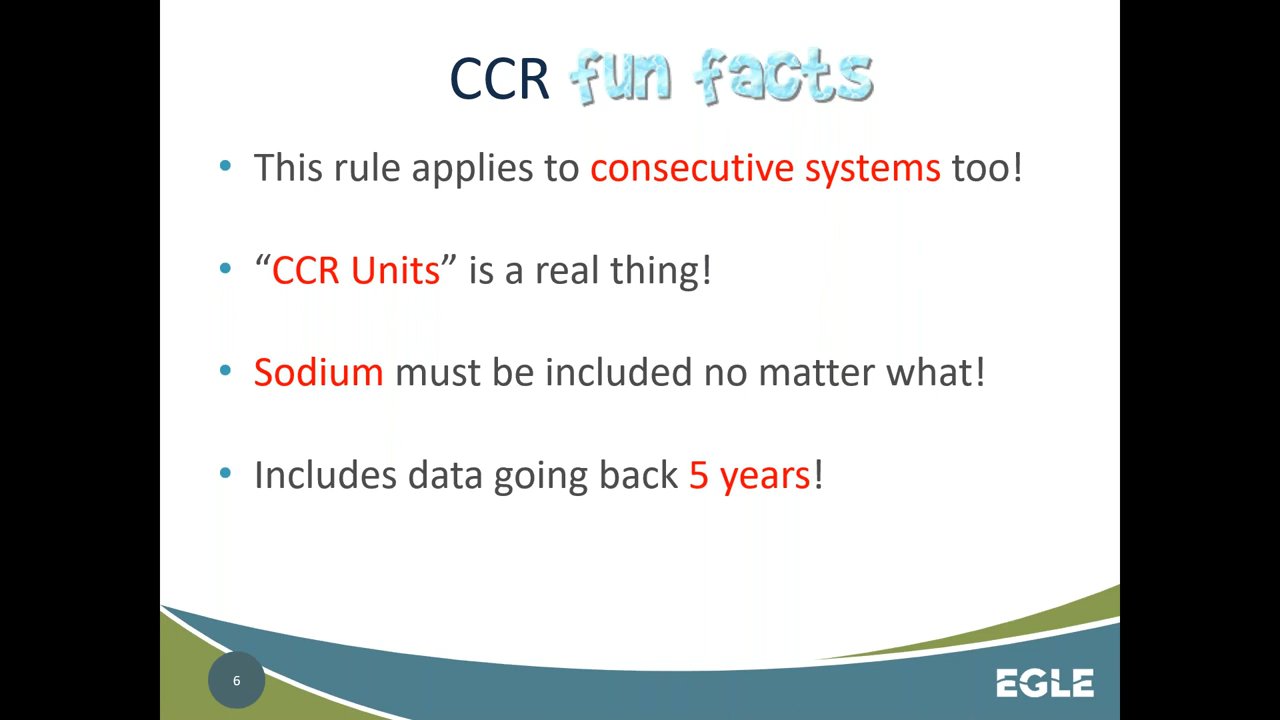 CCR fun facts
• This rule applies to consecutive systems too!
• “CCR Units” is a real thing!
• Sodium must be included no matter what!
• Includes data going back 5 years!
6
EGLE